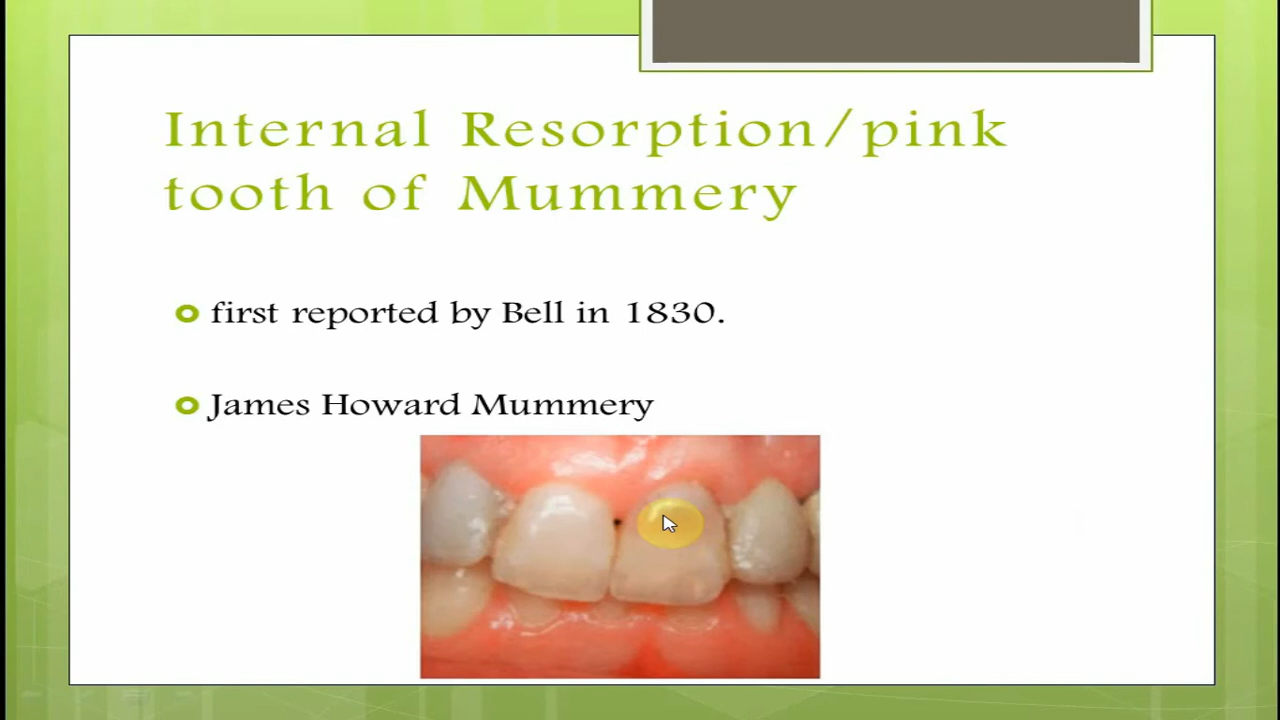 Internal Resorption/pink
tooth of Mummery
first reported by Bell in 1830.
James Howard Mummery